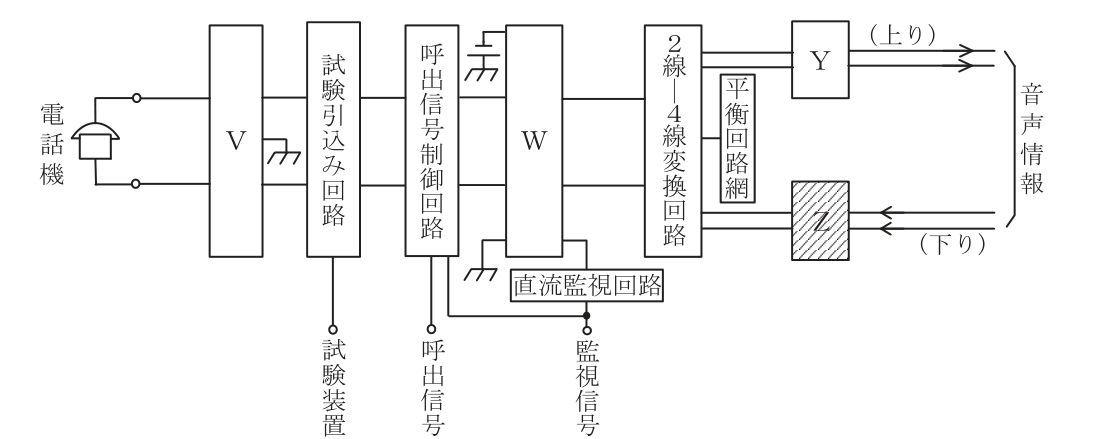 電話機
V
試験引込み回路
試験装置
呼出信号制御回路
呼出信号
W
直流監視回路
監視信号
2線―4線変換回路
平衡回路網
Y
Z
(上り)
(下り)
音声情報